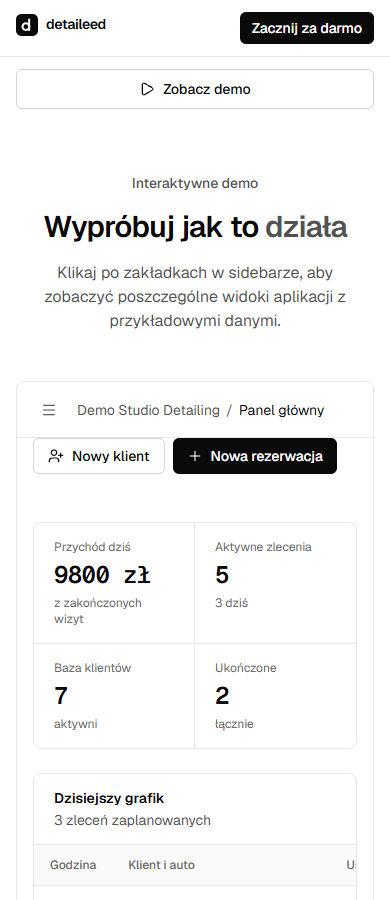 d detaileed
Zacznij za darmo
Zobacz demo
Interaktywne demo
Wypróbuj jak to działa
Klikaj po zakładkach w sidebarze, aby
zobaczyć poszczególne widoki aplikacji z
przykładowymi danymi.
Demo Studio Detailing / Panel główny
Nowy klient
Nowa rezerwacja
Przychód dziś
9800 zł
z zakończonych
wizyt
Aktywne zlecenia
5
3 dziś
Baza klientów
7
aktywni
Ukończone
2
łącznie
Dzisiejszy grafik
3 zleceń zaplanowanych
Godzina Klient i auto